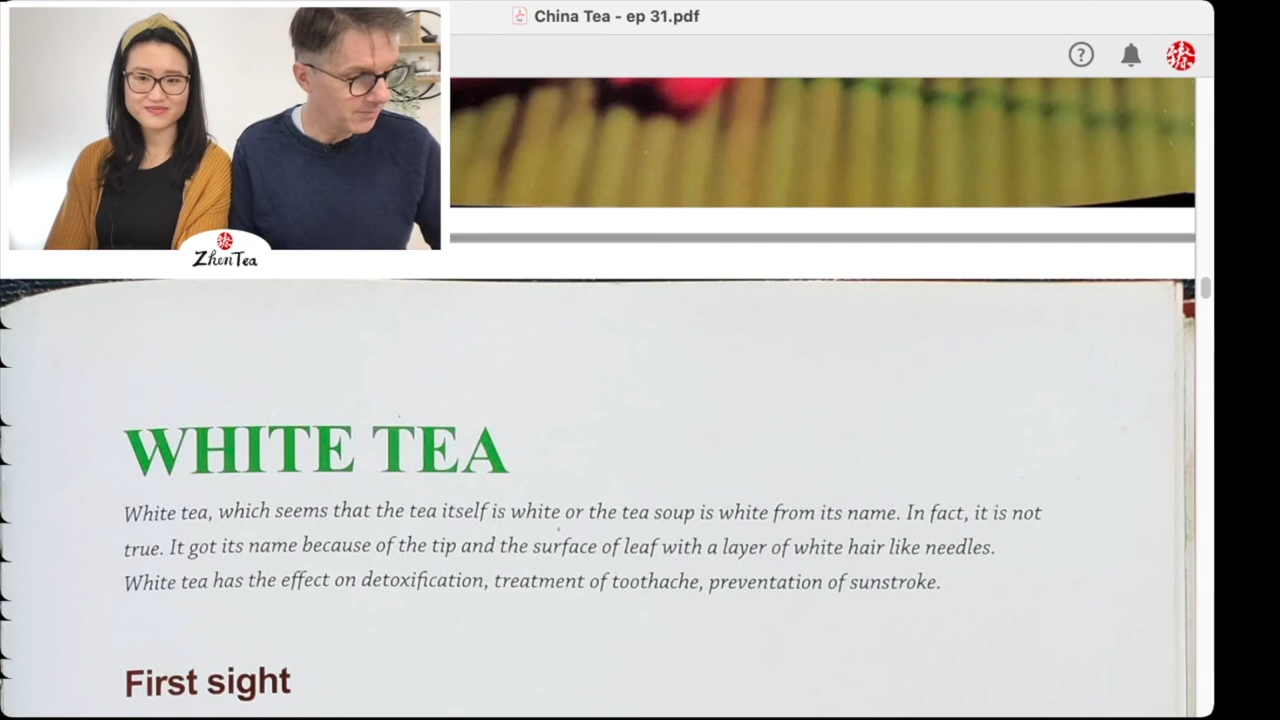 China Tea - ep 31.pdf
ZhenTea
WHITE TEA
White tea, which seems that the tea itself is white or the tea soup is white from its name. In fact, it is not
true. It got its name because of the tip and the surface of leaf with a layer of white hair like needles.
White tea has the effect on detoxification, treatment of toothache, preventation of sunstroke.
First sight